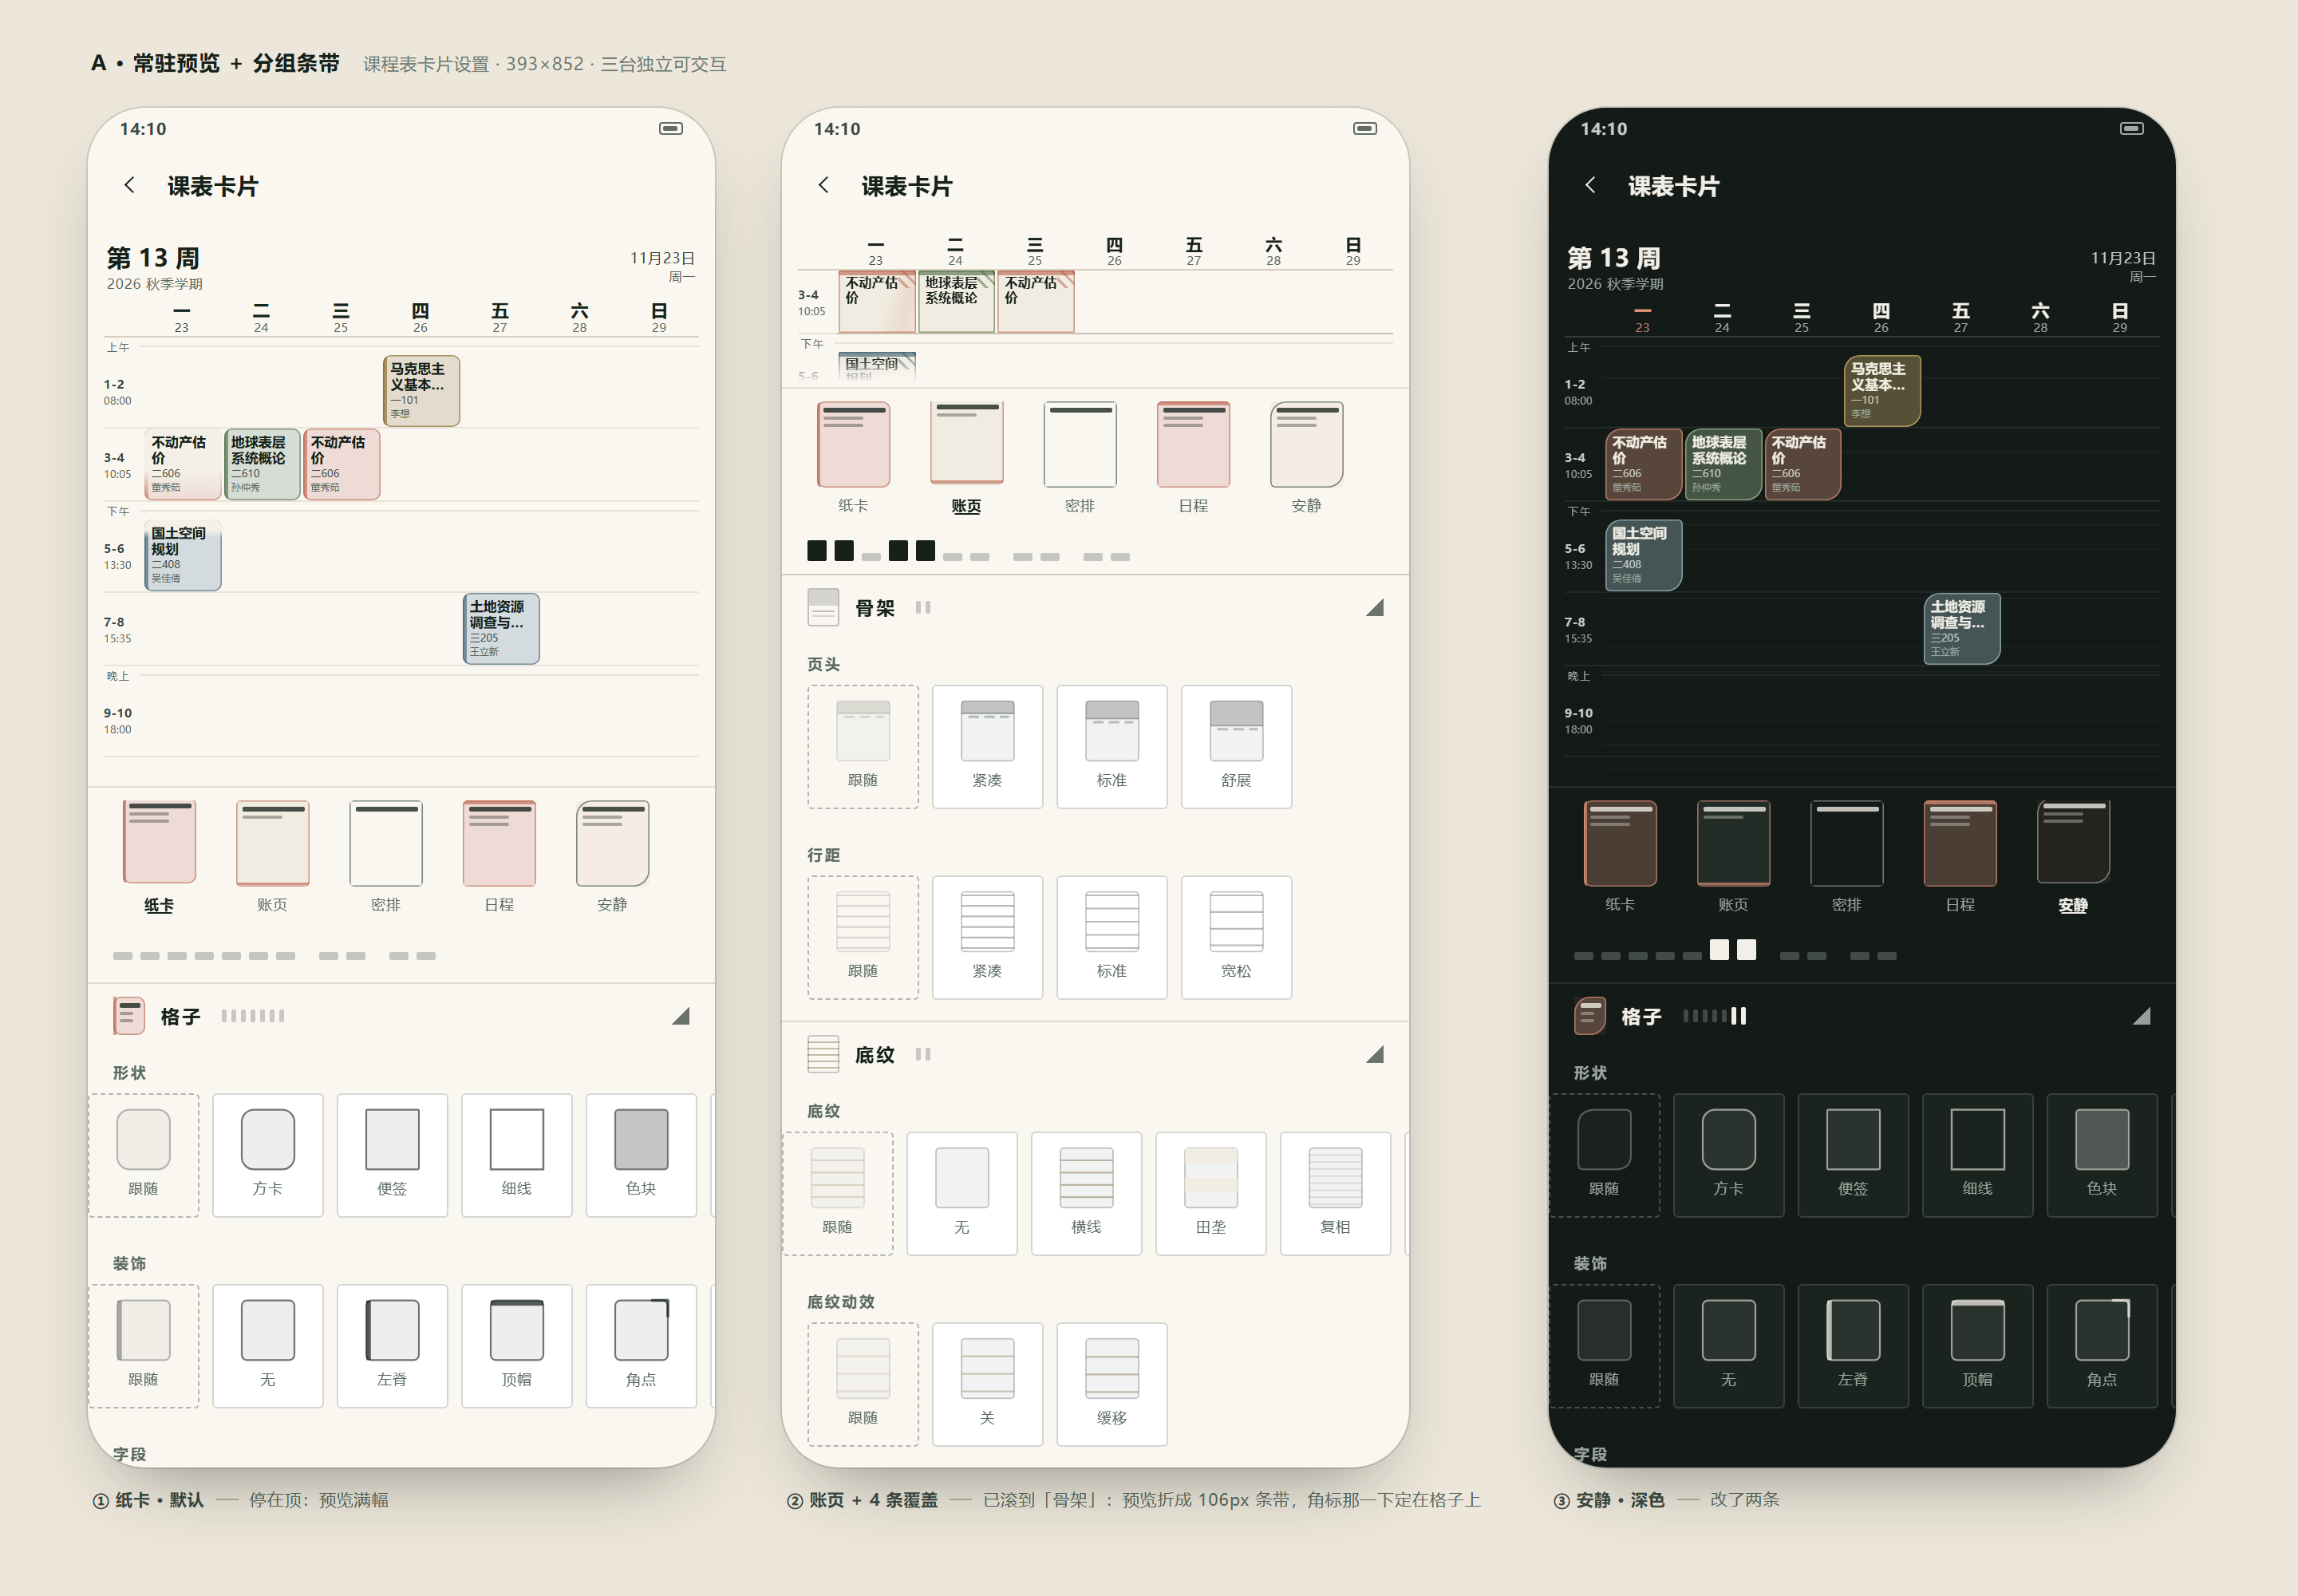 A • 常驻预览 + 分组条带 课程表卡片设置 · 393×852 · 三台独立可交互
14:10
课表卡片
第 13 周 11月23日
2026 秋季学期 周一
一 二 三 四 五 六 日
23 24 25 26 27 28 29
上午
1-2
08:00
马克思主
义基本…
一101
李想
3-4
10:05
不动产估
价
二606
董秀茹
地球表层
系统概论
二610
孙仲秀
不动产估
价
二606
董秀茹
下午
5-6
13:30
国土空间
规划
二408
吴佳倩
7-8
15:35
土地资源
调查与…
三205
王立新
晚上
9-10
18:00
纸卡 账页 密排 日程 安静
格子
形状
跟随 方卡 便签 细线 色块
装饰
跟随 无 左脊 顶帽 角点
字段
① 纸卡 • 默认 — 停在顶：预览满幅
14:10
课表卡片
一 二 三 四 五 六 日
23 24 25 26 27 28 29
3-4
10:05
不动产估
价
地球表层
系统概论
不动产估
价
下午
5-6
国土空间
规划
纸卡 账页 密排 日程 安静
骨架
页头
跟随 紧凑 标准 舒展
行距
跟随 紧凑 标准 宽松
底纹
底纹
跟随 无 横线 田垄 复相
底纹动效
跟随 关 缓移
② 账页 + 4 条覆盖 — 已滚到「骨架」：预览折成 106px 条带，角标那一下定在格子上
14:10
课表卡片
第 13 周 11月23日
2026 秋季学期 周一
一 二 三 四 五 六 日
23 24 25 26 27 28 29
上午
1-2
08:00
马克思主
义基本…
一101
李想
3-4
10:05
不动产估
价
二606
董秀茹
地球表层
系统概论
二610
孙仲秀
不动产估
价
二606
董秀茹
下午
5-6
13:30
国土空间
规划
二408
吴佳倩
7-8
15:35
土地资源
调查与…
三205
王立新
晚上
9-10
18:00
纸卡 账页 密排 日程 安静
格子
形状
跟随 方卡 便签 细线 色块
装饰
跟随 无 左脊 顶帽 角点
字段
③ 安静 • 深色 — 改了两条